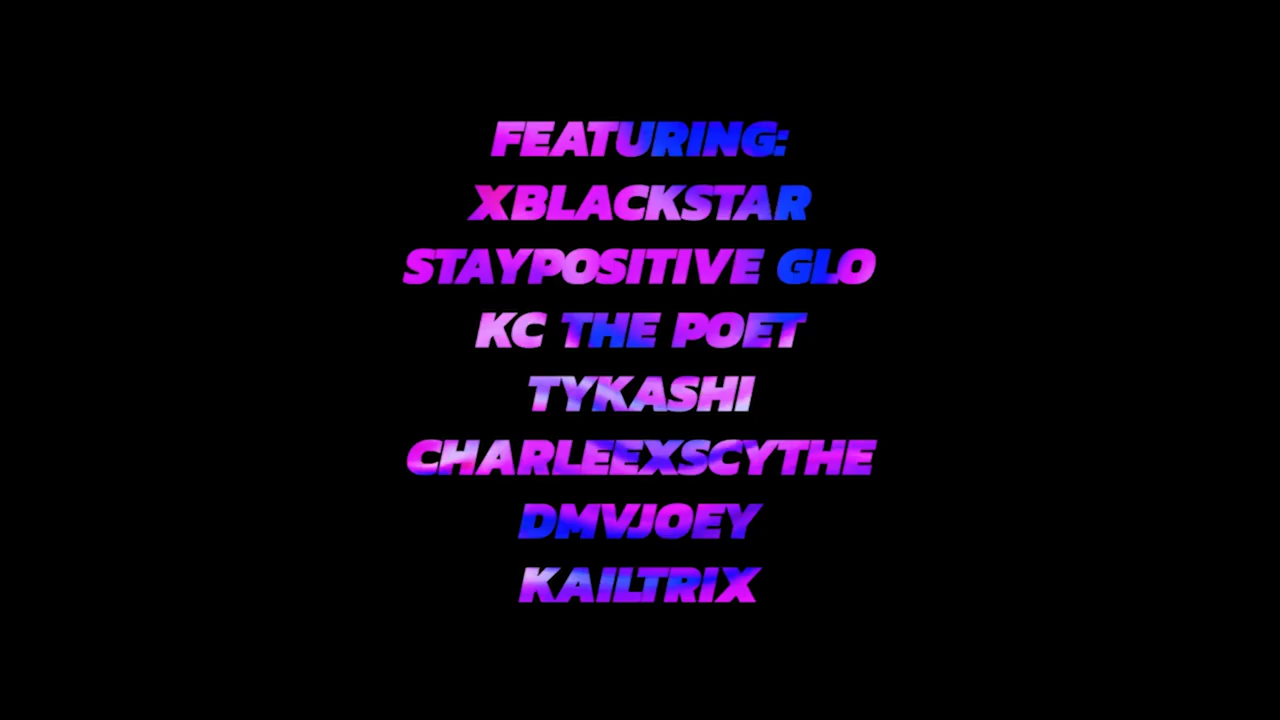 FEATURING:
XBLACKSTAR
STAYPOSITIVE GLO
KC THE POET
TYKASHI
CHARLEEXSCYTHE
DMVJOEY
KAILTRIX